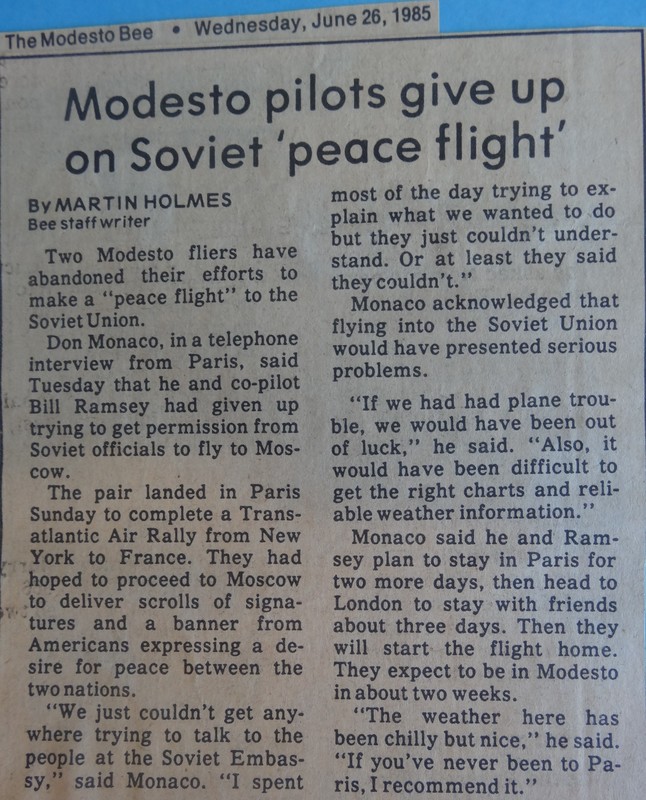 The Modesto Bee • Wednesday, June 26, 1985
Modesto pilots give up
on Soviet 'peace flight'
By MARTIN HOLMES
Bee staff writer
Two Modesto fliers have
abandoned their efforts to
make a "peace flight" to the
Soviet Union.
Don Monaco, in a telephone
interview from Paris, said
Tuesday that he and co-pilot
Bill Ramsey had given up
trying to get permission from
Soviet officials to fly to Mos-
cow.
The pair landed in Paris
Sunday to complete a Trans-
atlantic Air Rally from New
York to France. They had
hoped to proceed to Moscow
to deliver scrolls of signa-
tures and a banner from
Americans expressing a de-
sire for peace between the
two nations.
"We just couldn't get any-
where trying to talk to the
people at the Soviet Embas-
sy," said Monaco. "I spent
most of the day trying to ex-
plain what we wanted to do
but they just couldn't under-
stand. Or at least they said
they couldn't."
Monaco acknowledged that
flying into the Soviet Union
would have presented serious
problems.
"If we had had plane trou-
ble, we would have been out
of luck," he said. "Also, it
would have been difficult to
get the right charts and reli-
able weather information."
Monaco said he and Ram-
sey plan to stay in Paris for
two more days, then head to
London to stay with friends
about three days. Then they
will start the flight home.
They expect to be in Modesto
in about two weeks.
"The weather here has
been chilly but nice," he said.
"If you've never been to Pa-
ris, I recommend it."